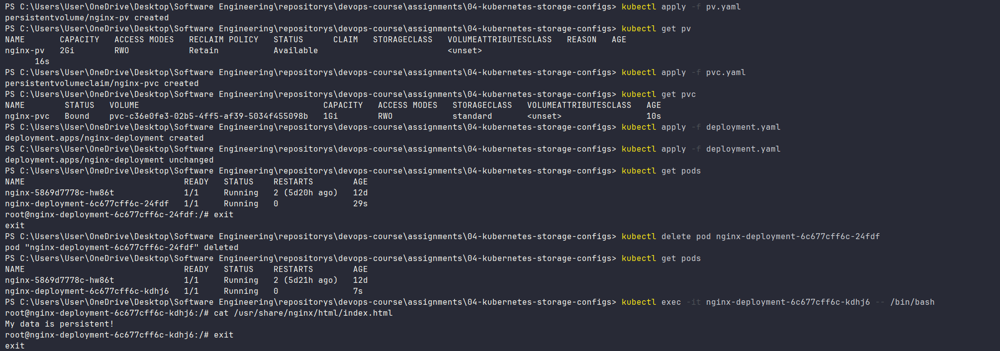 PS C:\Users\User\OneDrive\Desktop\Software Engineering\repositorys\devops-course\assignments\04-kubernetes-storage-configs> kubectl apply -f pv.yaml
persistentvolume/nginx-pv created
PS C:\Users\User\OneDrive\Desktop\Software Engineering\repositorys\devops-course\assignments\04-kubernetes-storage-configs> kubectl get pv
NAME       CAPACITY   ACCESS MODES   RECLAIM POLICY   STATUS      CLAIM   STORAGECLASS   VOLUMEATTRIBUTESCLASS   REASON   AGE
nginx-pv   2Gi        RWO            Retain           Available                          <unset>
      16s
PS C:\Users\User\OneDrive\Desktop\Software Engineering\repositorys\devops-course\assignments\04-kubernetes-storage-configs> kubectl apply -f pvc.yaml
persistentvolumeclaim/nginx-pvc created
PS C:\Users\User\OneDrive\Desktop\Software Engineering\repositorys\devops-course\assignments\04-kubernetes-storage-configs> kubectl get pvc
NAME        STATUS   VOLUME                                     CAPACITY   ACCESS MODES   STORAGECLASS   VOLUMEATTRIBUTESCLASS   AGE
nginx-pvc   Bound    pvc-c36e0fe3-02b5-4ff5-af39-5034f455098b   1Gi        RWO            standard       <unset>                 10s
PS C:\Users\User\OneDrive\Desktop\Software Engineering\repositorys\devops-course\assignments\04-kubernetes-storage-configs> kubectl apply -f deployment.yaml
deployment.apps/nginx-deployment created
PS C:\Users\User\OneDrive\Desktop\Software Engineering\repositorys\devops-course\assignments\04-kubernetes-storage-configs> kubectl apply -f deployment.yaml
deployment.apps/nginx-deployment unchanged
PS C:\Users\User\OneDrive\Desktop\Software Engineering\repositorys\devops-course\assignments\04-kubernetes-storage-configs> kubectl get pods
NAME                                READY   STATUS    RESTARTS        AGE
nginx-5869d7778c-hw86t              1/1     Running   2 (5d20h ago)   12d
nginx-deployment-6c677cff6c-24fdf   1/1     Running   0               29s
root@nginx-deployment-6c677cff6c-24fdf:/# exit
exit
PS C:\Users\User\OneDrive\Desktop\Software Engineering\repositorys\devops-course\assignments\04-kubernetes-storage-configs> kubectl delete pod nginx-deployment-6c677cff6c-24fdf
pod "nginx-deployment-6c677cff6c-24fdf" deleted
PS C:\Users\User\OneDrive\Desktop\Software Engineering\repositorys\devops-course\assignments\04-kubernetes-storage-configs> kubectl get pods
NAME                                READY   STATUS    RESTARTS        AGE
nginx-5869d7778c-hw86t              1/1     Running   2 (5d21h ago)   12d
nginx-deployment-6c677cff6c-kdhj6   1/1     Running   0               7s
PS C:\Users\User\OneDrive\Desktop\Software Engineering\repositorys\devops-course\assignments\04-kubernetes-storage-configs> kubectl exec -it nginx-deployment-6c677cff6c-kdhj6 -- /bin/bash
root@nginx-deployment-6c677cff6c-kdhj6:/# cat /usr/share/nginx/html/index.html
My data is persistent!
root@nginx-deployment-6c677cff6c-kdhj6:/# exit
exit